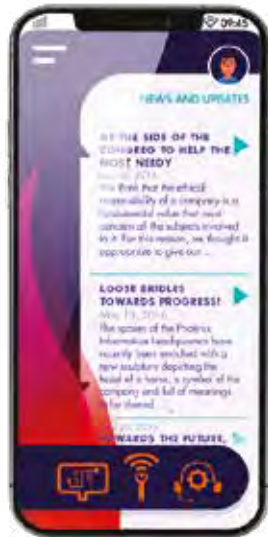 09:45
NEWS AND UPDATES
AT THE SIDE OF THE
CONGREG TO HELP THE
MOST NEEDY
We think that the ethical
responsibility of a company is a
fundamental value that must
concern all the subjects involved
in it. For this reason, we thought it
appropriate to give our ...
LOOSE BRIDLES
TOWARDS PROGRESS!
May 19, 2016
The spaces of the Phoenix
Informatica headquarters have
recently been enriched with a
new sculpture depicting the
head of a horse, a symbol of the
company and full of meanings
to be shared
TOWARDS THE FUTURE,